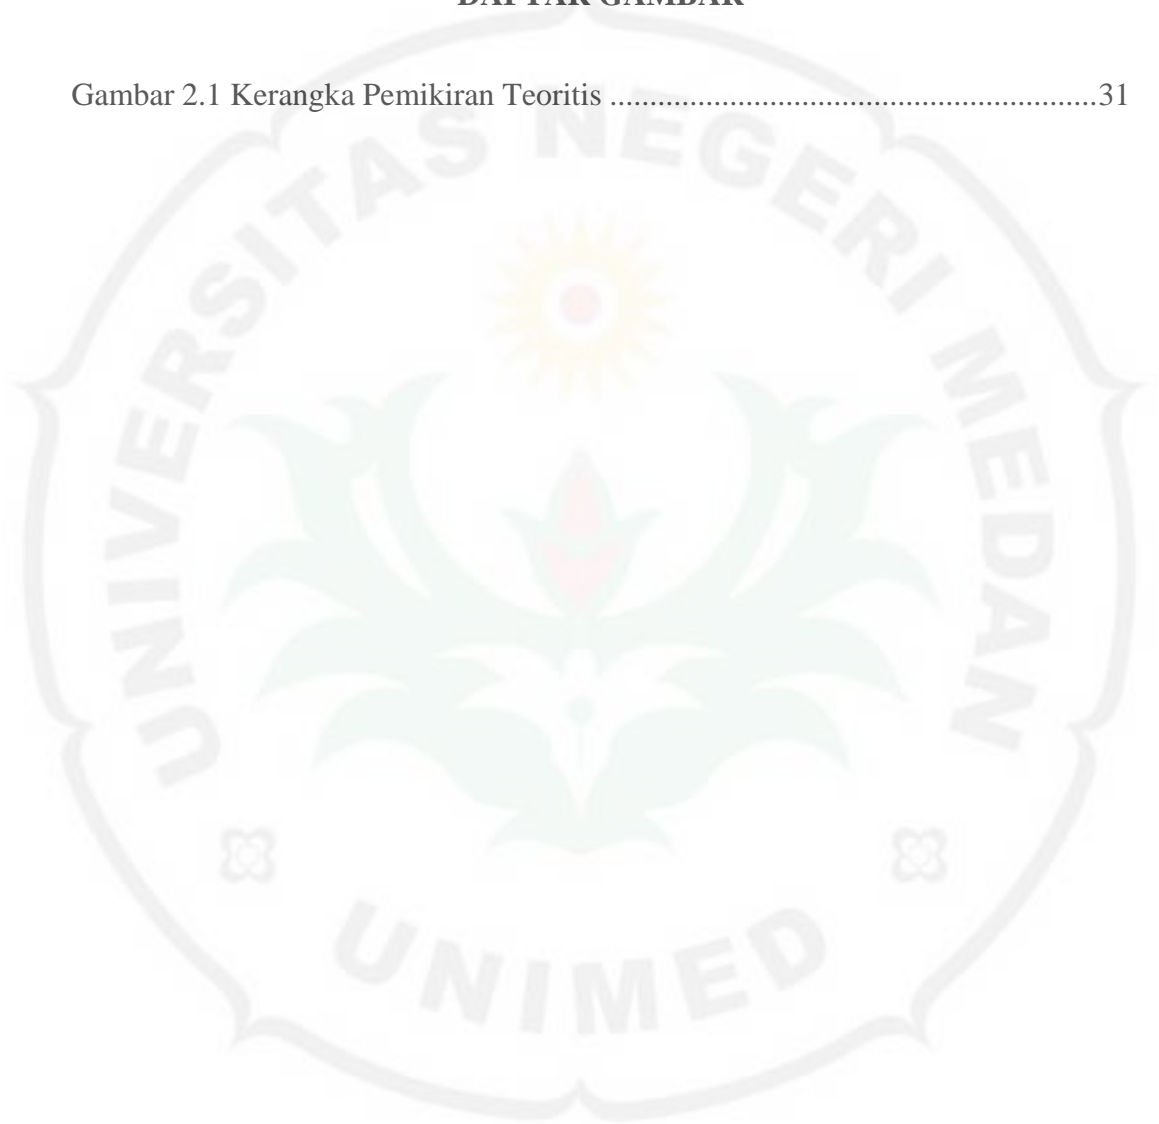 DAFTAR GAMBAR
Gambar 2.1 Kerangka Pemikiran Teoritis ..............................................................31
UNIVERSITAS NEGERI MEDAN
UNIMED